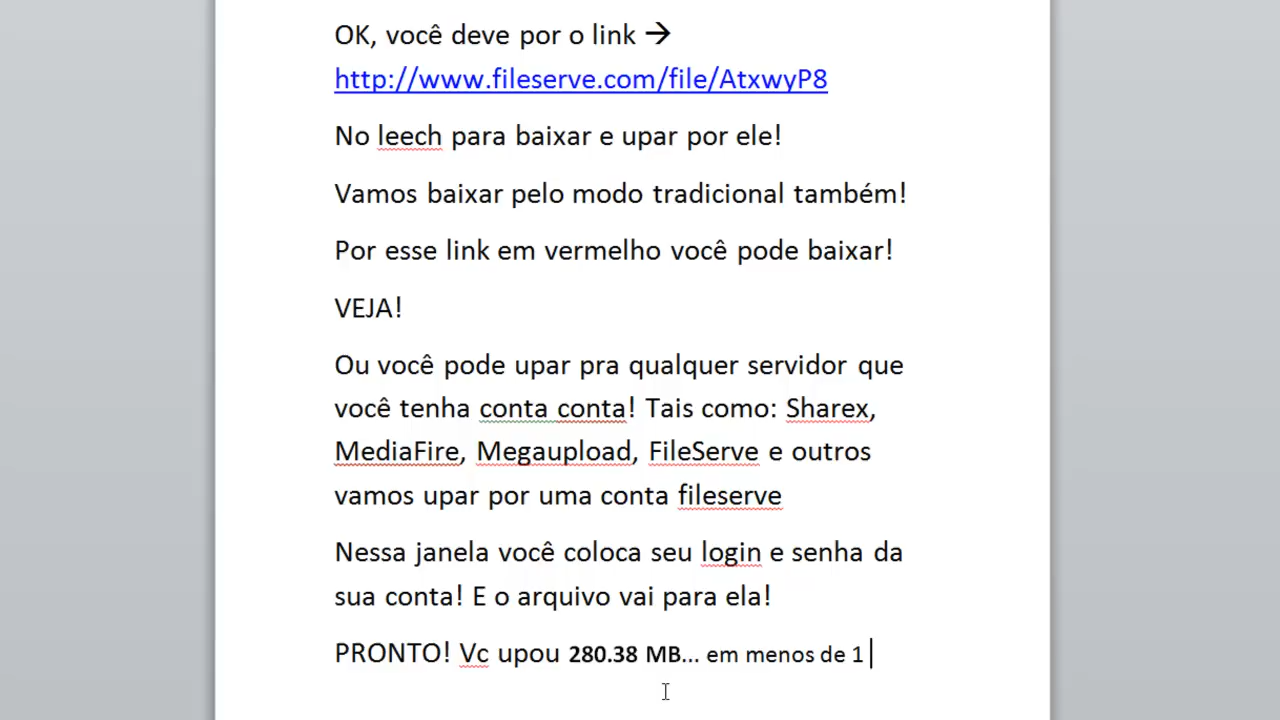 OK, você deve por o link →
http://www.fileserve.com/file/AtxwyP8
No leech para baixar e upar por ele!
Vamos baixar pelo modo tradicional também!
Por esse link em vermelho você pode baixar!
VEJA!
Ou você pode upar pra qualquer servidor que
você tenha conta conta! Tais como: Sharex,
MediaFire, Megaupload, FileServe e outros
vamos upar por uma conta fileserve
Nessa janela você coloca seu login e senha da
sua conta! E o arquivo vai para ela!
PRONTO! Vc upou 280.38 MB... em menos de 1